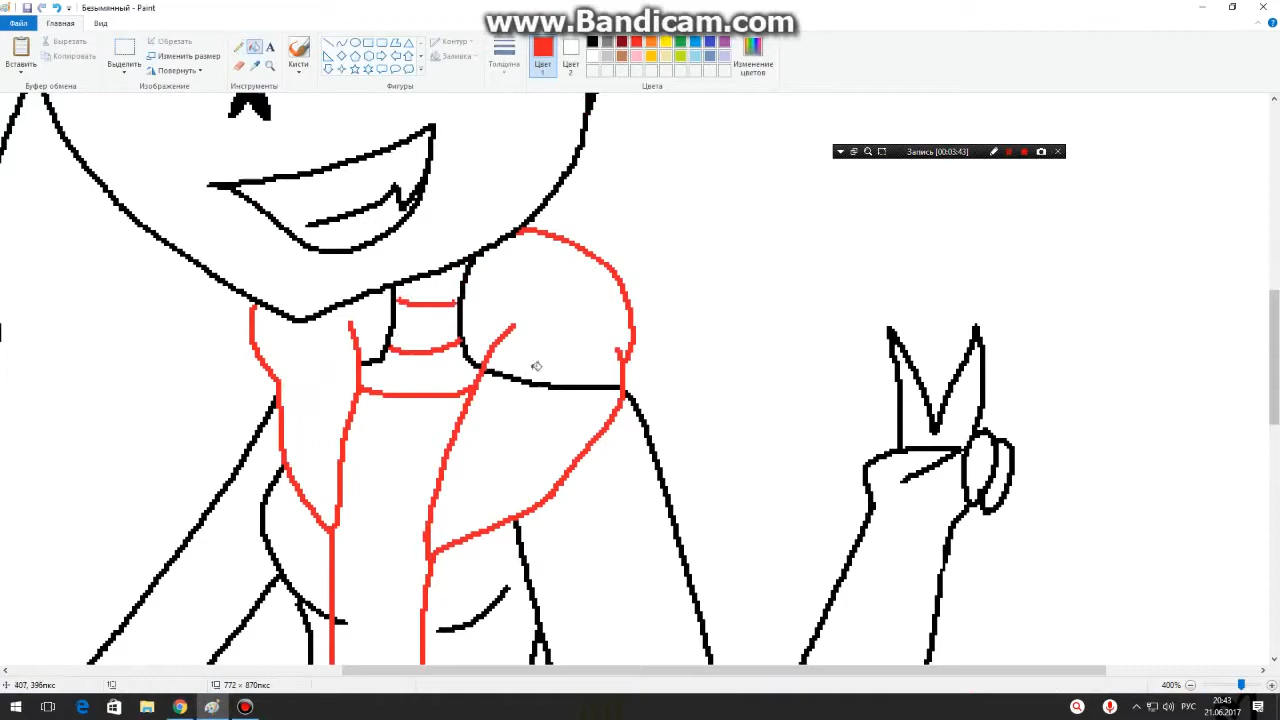 www.Bandicam.com
Безымянный - Paint
Файл
Главная
Вид
Вставить
Вырезать
Копировать
Буфер обмена
Выделить
Обрезать
Изменить размер
Повернуть
Изображение
Инструменты
Кисти
Контур
Заливка
Фигуры
Толщина
Цвет 1
Цвет 2
Изменение цветов
Цвета
Запись [00:03:43]
407, 396пкс
772 × 870пкс
400%
РУС
20:43
21.06.2017